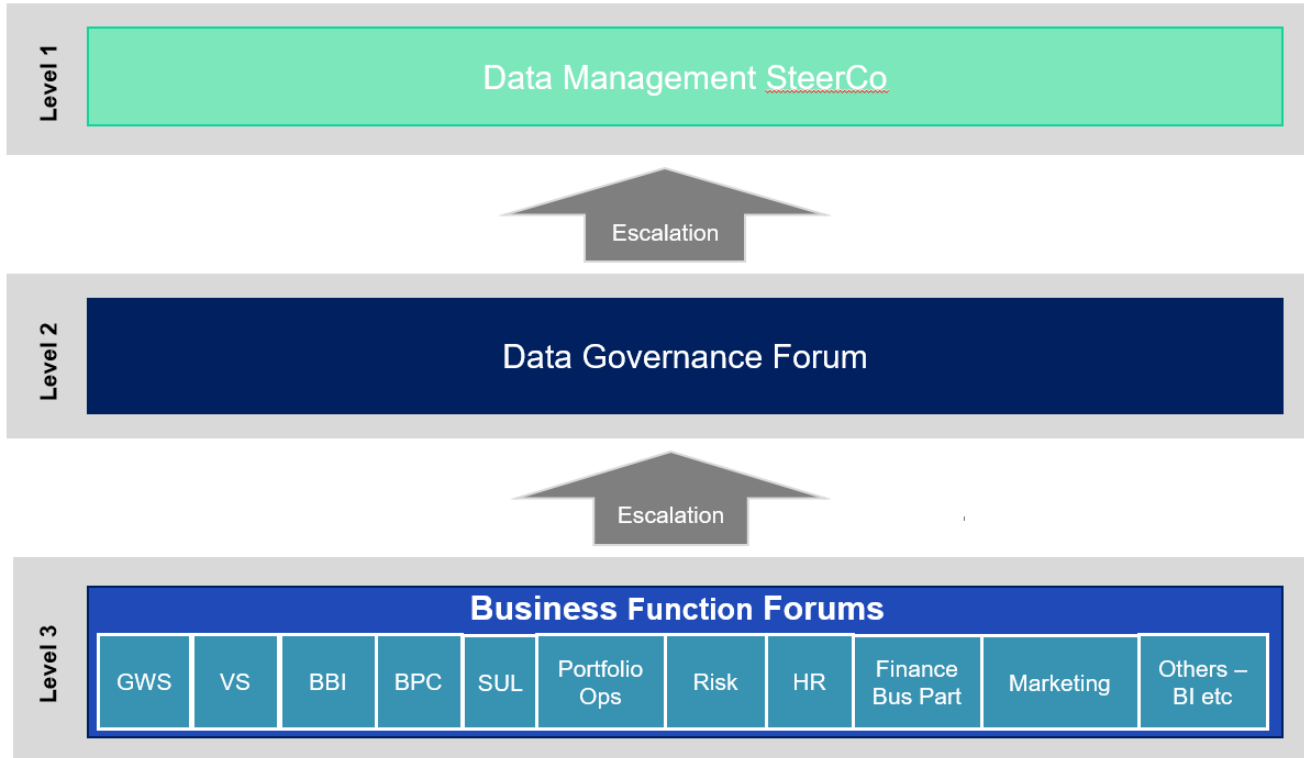 Level 1
Data Management SteerCo
Escalation
Level 2
Data Governance Forum
Escalation
Level 3
Business Function Forums
GWS
VS
BBI
BPC
SUL
Portfolio
Ops
Risk
HR
Finance
Bus Part
Marketing
Others –
BI etc